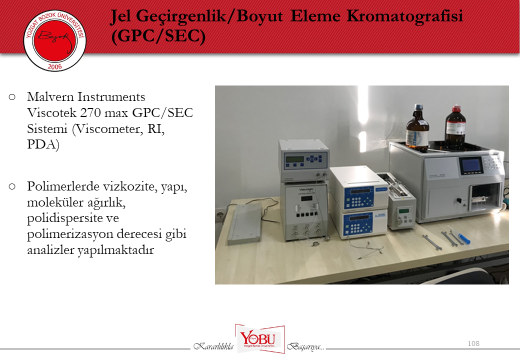 Jel Geçirgenlik/Boyut Eleme Kromatografisi
(GPC/SEC)
YOZGAT BOZOK ÜNİVERSİTESİ
Bozok
2006
○ Malvern Instruments
Viscotek 270 max GPC/SEC
Sistemi (Viscometer, RI,
PDA)
○ Polimerlerde vizkozite, yapı,
moleküler ağırlık,
polidispersite ve
polimerizasyon derecesi gibi
analizler yapılmaktadır
Kararlılıkla
YOBÜ
Başarıya...
108